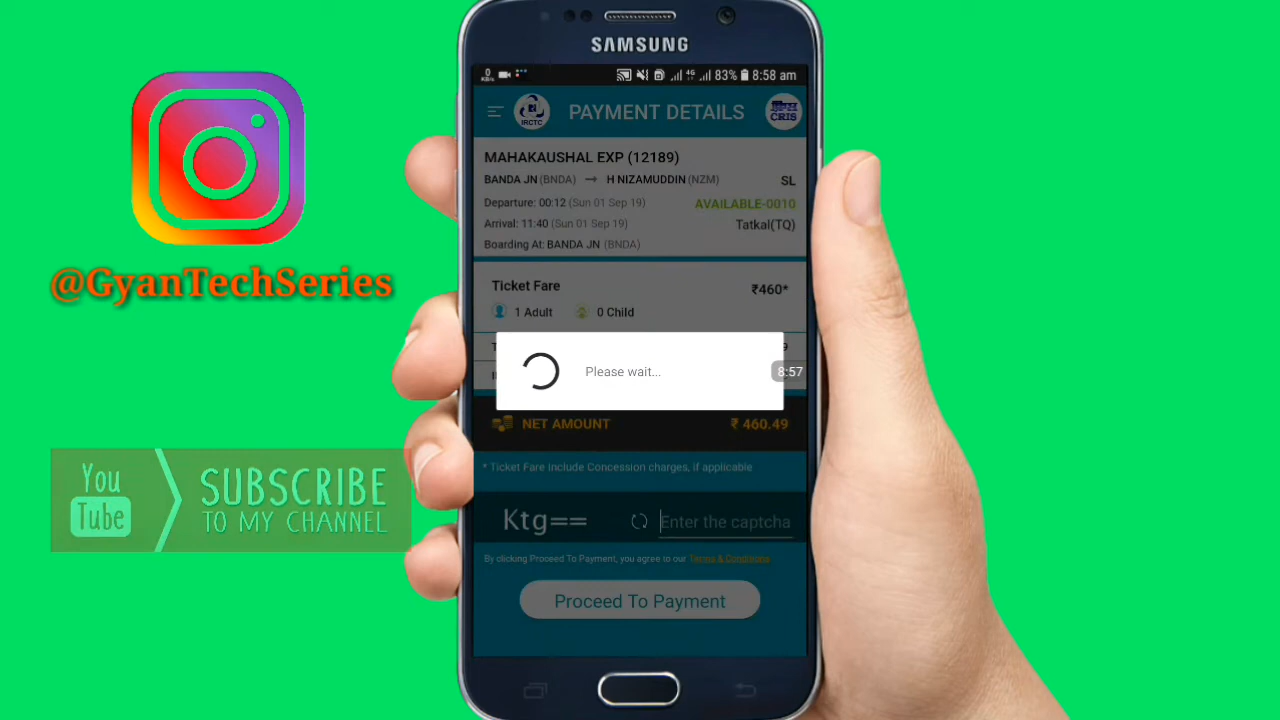 SAMSUNG
0
KB/s
4G
83%
8:58 am
IRCTC
PAYMENT DETAILS
CRIS
MAHAKAUSHAL EXP (12189)
BANDA JN (BNDA) → H NIZAMUDDIN (NZM)
SL
Departure: 00:12 (Sun 01 Sep 19)
AVAILABLE-0010
Arrival: 11:40 (Sun 01 Sep 19)
Tatkal(TQ)
Boarding At: BANDA JN (BNDA)
Ticket Fare
₹460*
1 Adult
0 Child
Please wait...
8:57
NET AMOUNT
₹ 460.49
* Ticket Fare include Concession charges, if applicable
Ktg==
Enter the captcha
By clicking Proceed To Payment, you agree to our Terms & Conditions
Proceed To Payment
@GyanTechSeries
You
Tube
SUBSCRIBE
TO MY CHANNEL